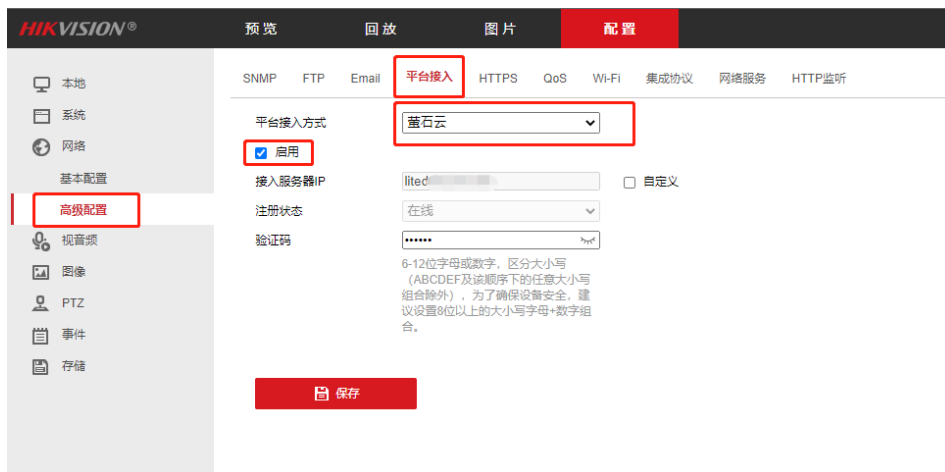 HIKVISION® 预览 回放 图片 配置
本地
系统
网络
基本配置
高级配置
视音频
图像
PTZ
事件
存储
SNMP FTP Email 平台接入 HTTPS QoS Wi-Fi 集成协议 网络服务 HTTP监听
平台接入方式 萤石云
启用
接入服务器IP 自定义
注册状态 在线
验证码 ••••••
6-12位字母或数字，区分大小写
（ABCDEF及该顺序下的任意大小写
组合除外），为了确保设备安全，建
议设置8位以上的大小写字母+数字组
合。
保存